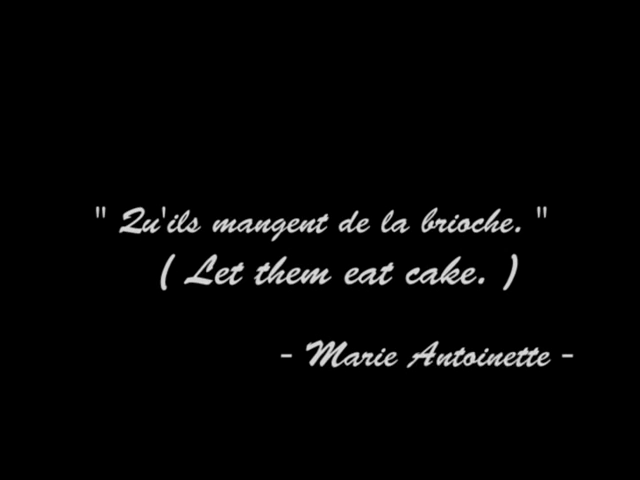 " Qu'ils mangent de la brioche. "
( Let them eat cake. )
- Marie Antoinette -